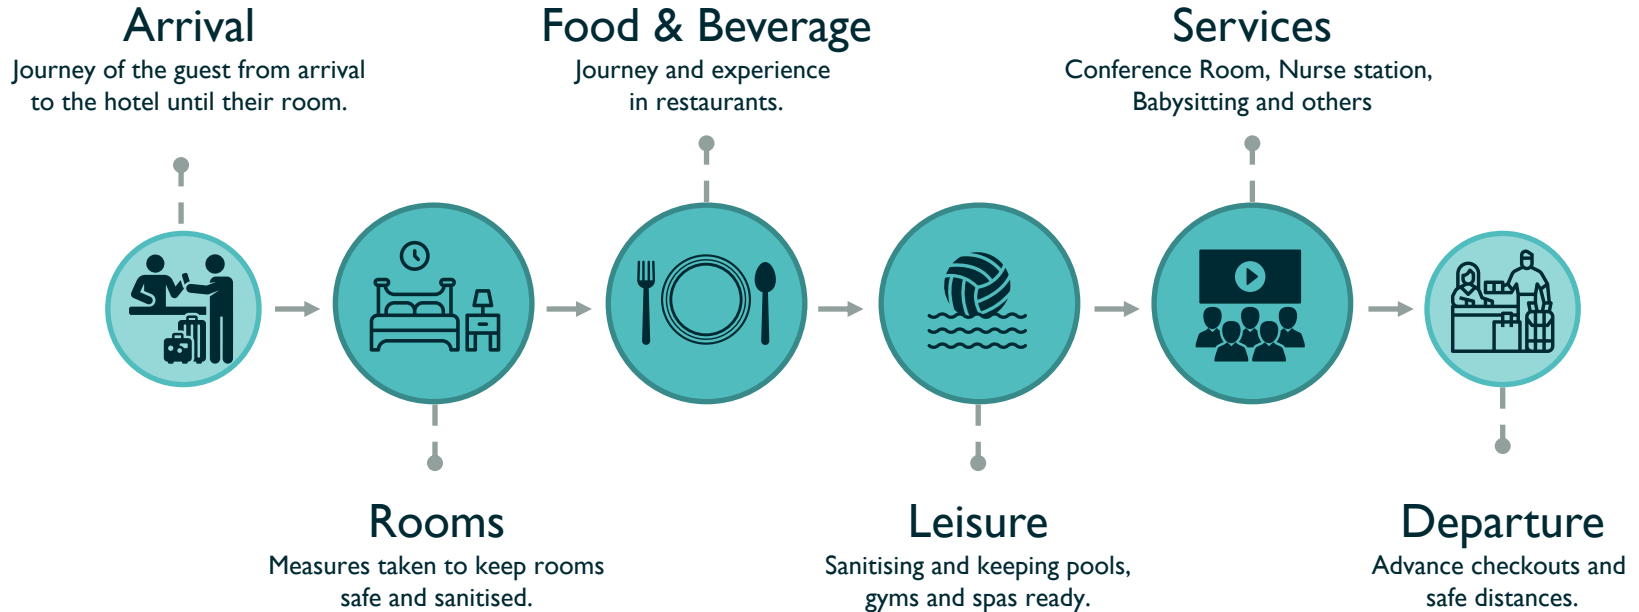 Arrival
Journey of the guest from arrival
to the hotel until their room.
Food & Beverage
Journey and experience
in restaurants.
Services
Conference Room, Nurse station,
Babysitting and others
Rooms
Measures taken to keep rooms
safe and sanitised.
Leisure
Sanitising and keeping pools,
gyms and spas ready.
Departure
Advance checkouts and
safe distances.